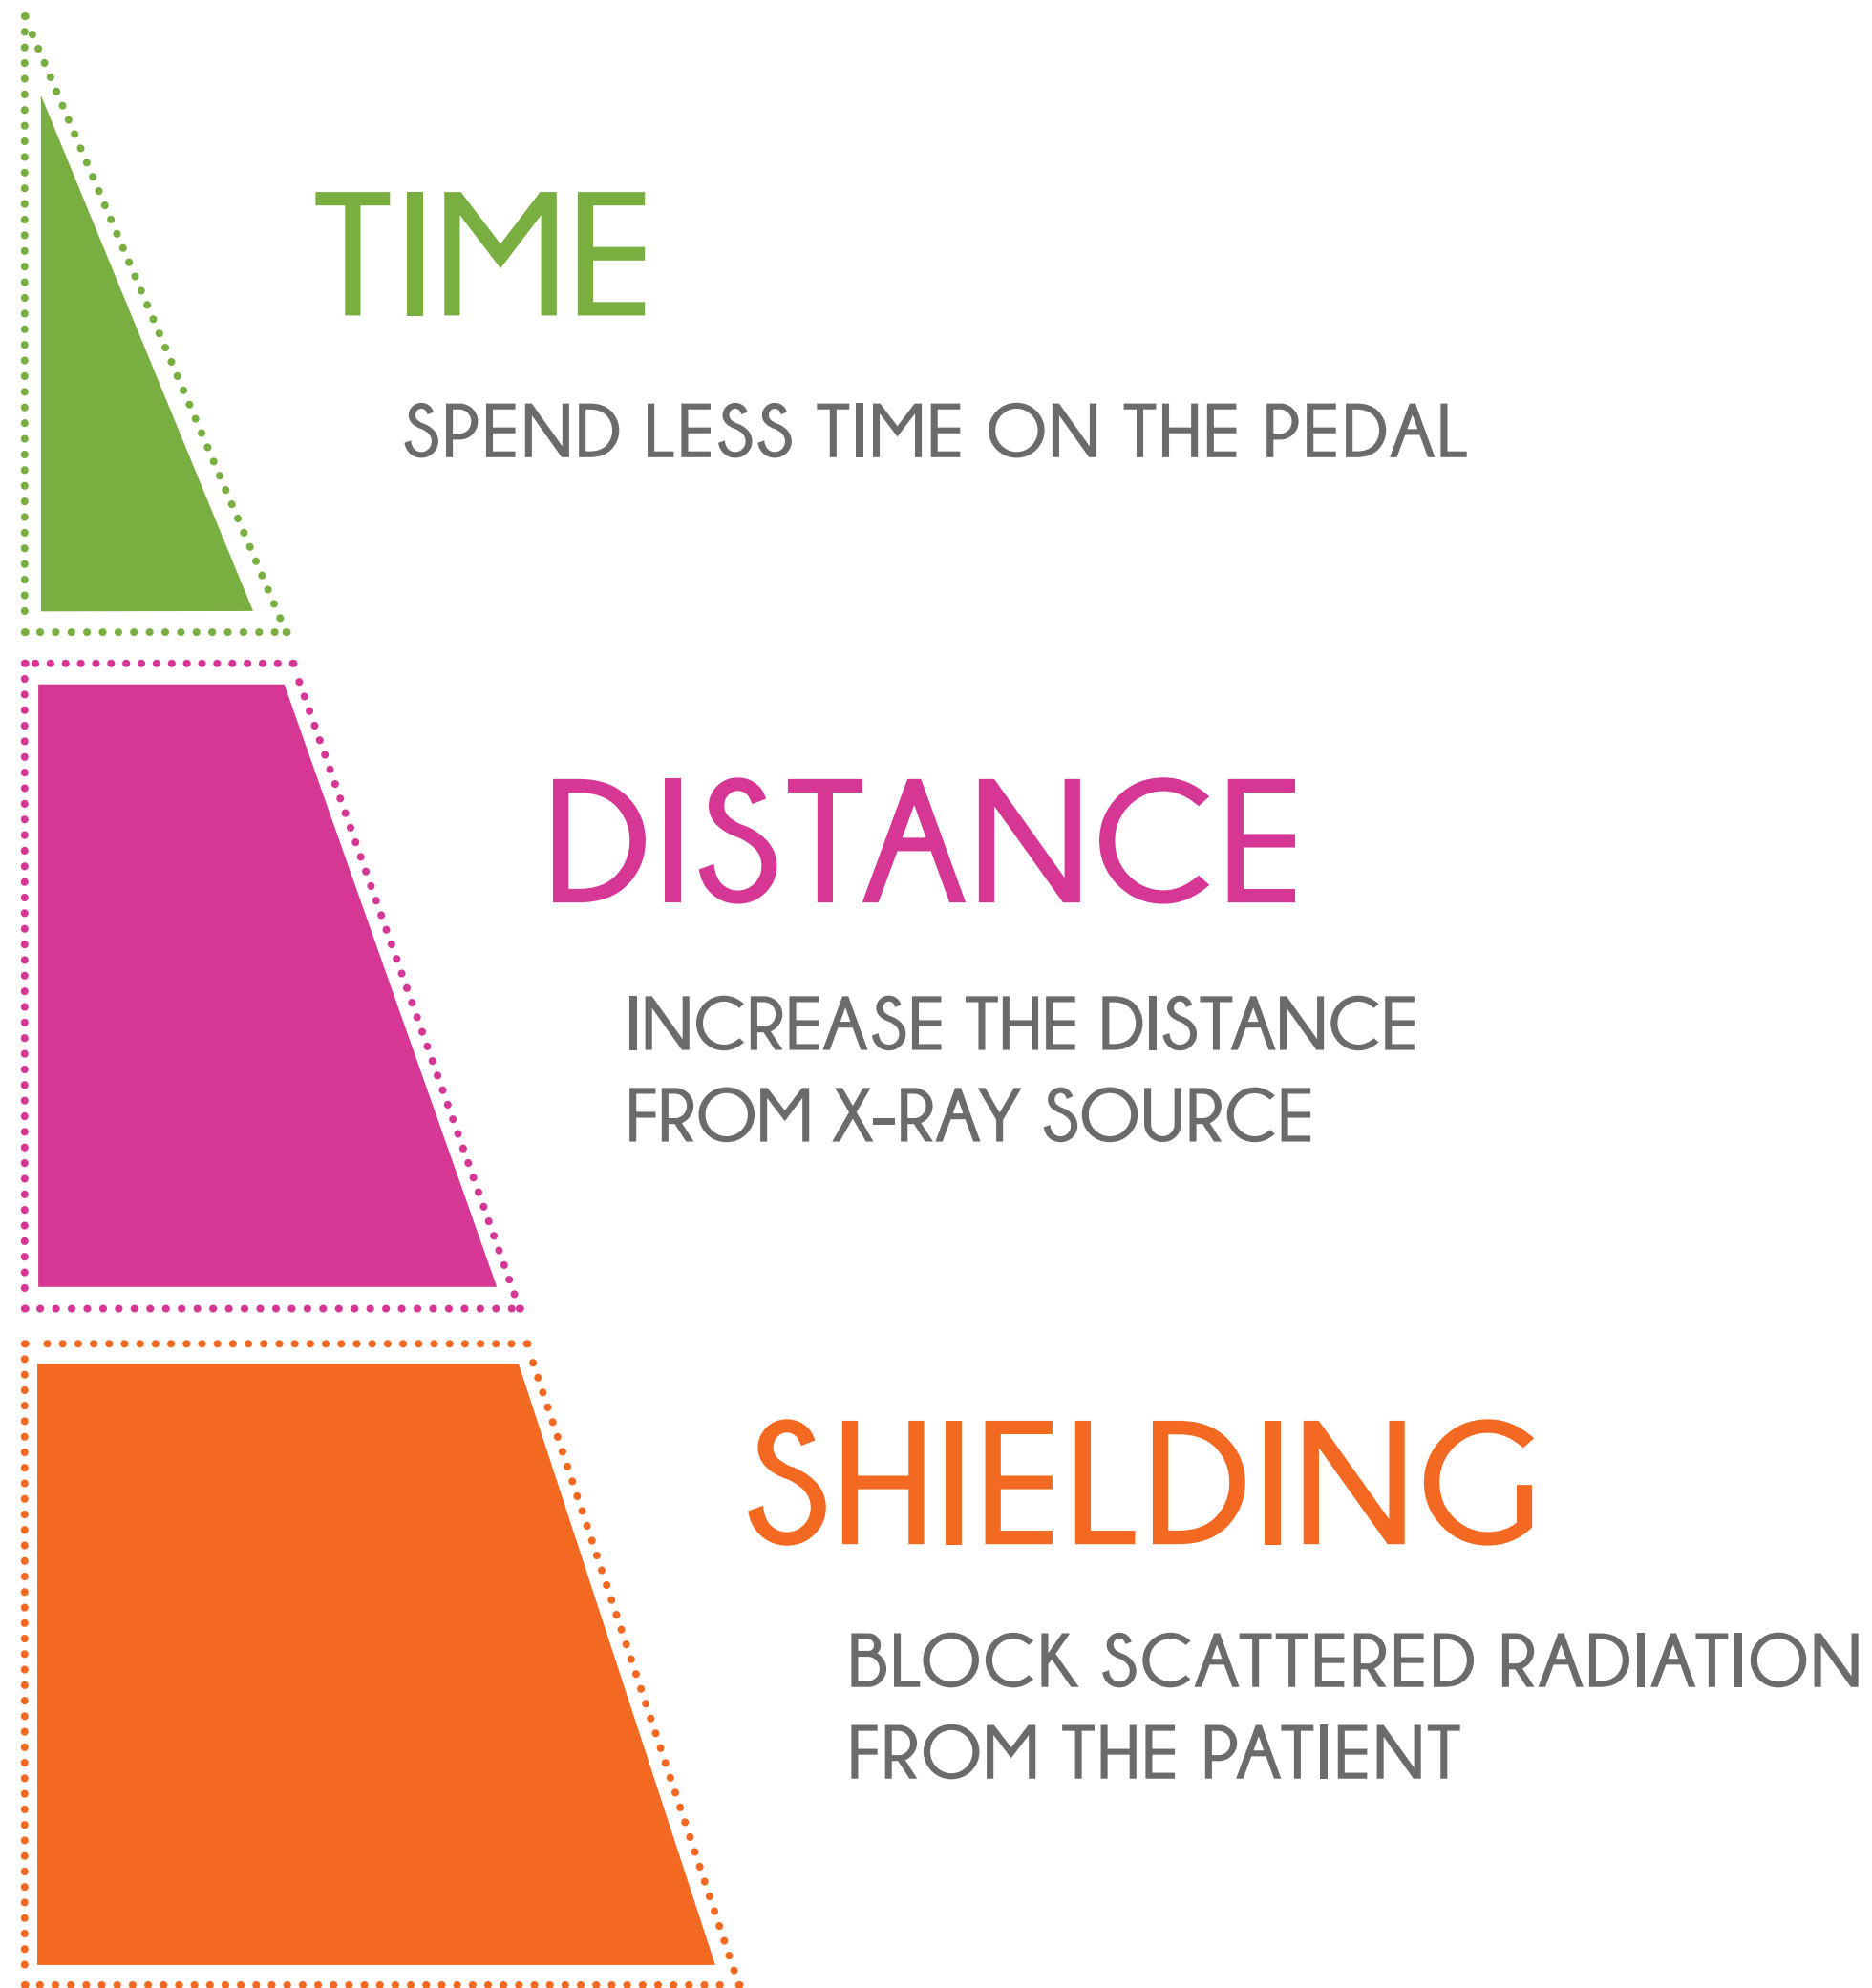 TIME
SPEND LESS TIME ON THE PEDAL
DISTANCE
INCREASE THE DISTANCE
FROM X-RAY SOURCE
SHIELDING
BLOCK SCATTERED RADIATION
FROM THE PATIENT